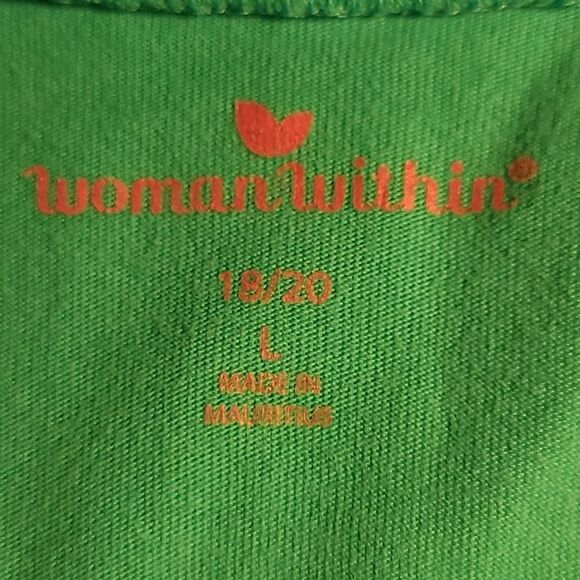 woman within®
18/20
L
MADE IN
MAURITIUS